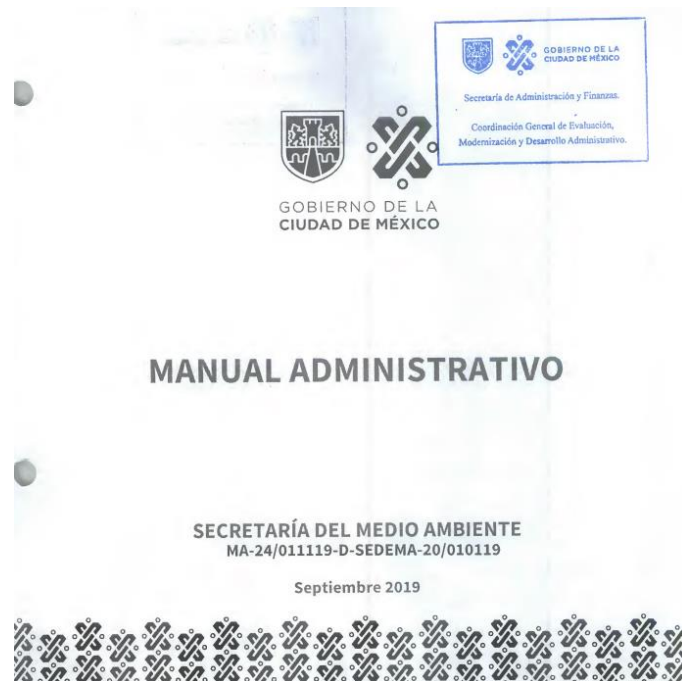 GOBIERNO DE LA
CIUDAD DE MÉXICO
Secretaría de Administración y Finanzas.
Coordinación General de Evaluación,
Modernización y Desarrollo Administrativo.
GOBIERNO DE LA
CIUDAD DE MÉXICO
MANUAL ADMINISTRATIVO
SECRETARÍA DEL MEDIO AMBIENTE
MA-24/011119-D-SEDEMA-20/010119
Septiembre 2019